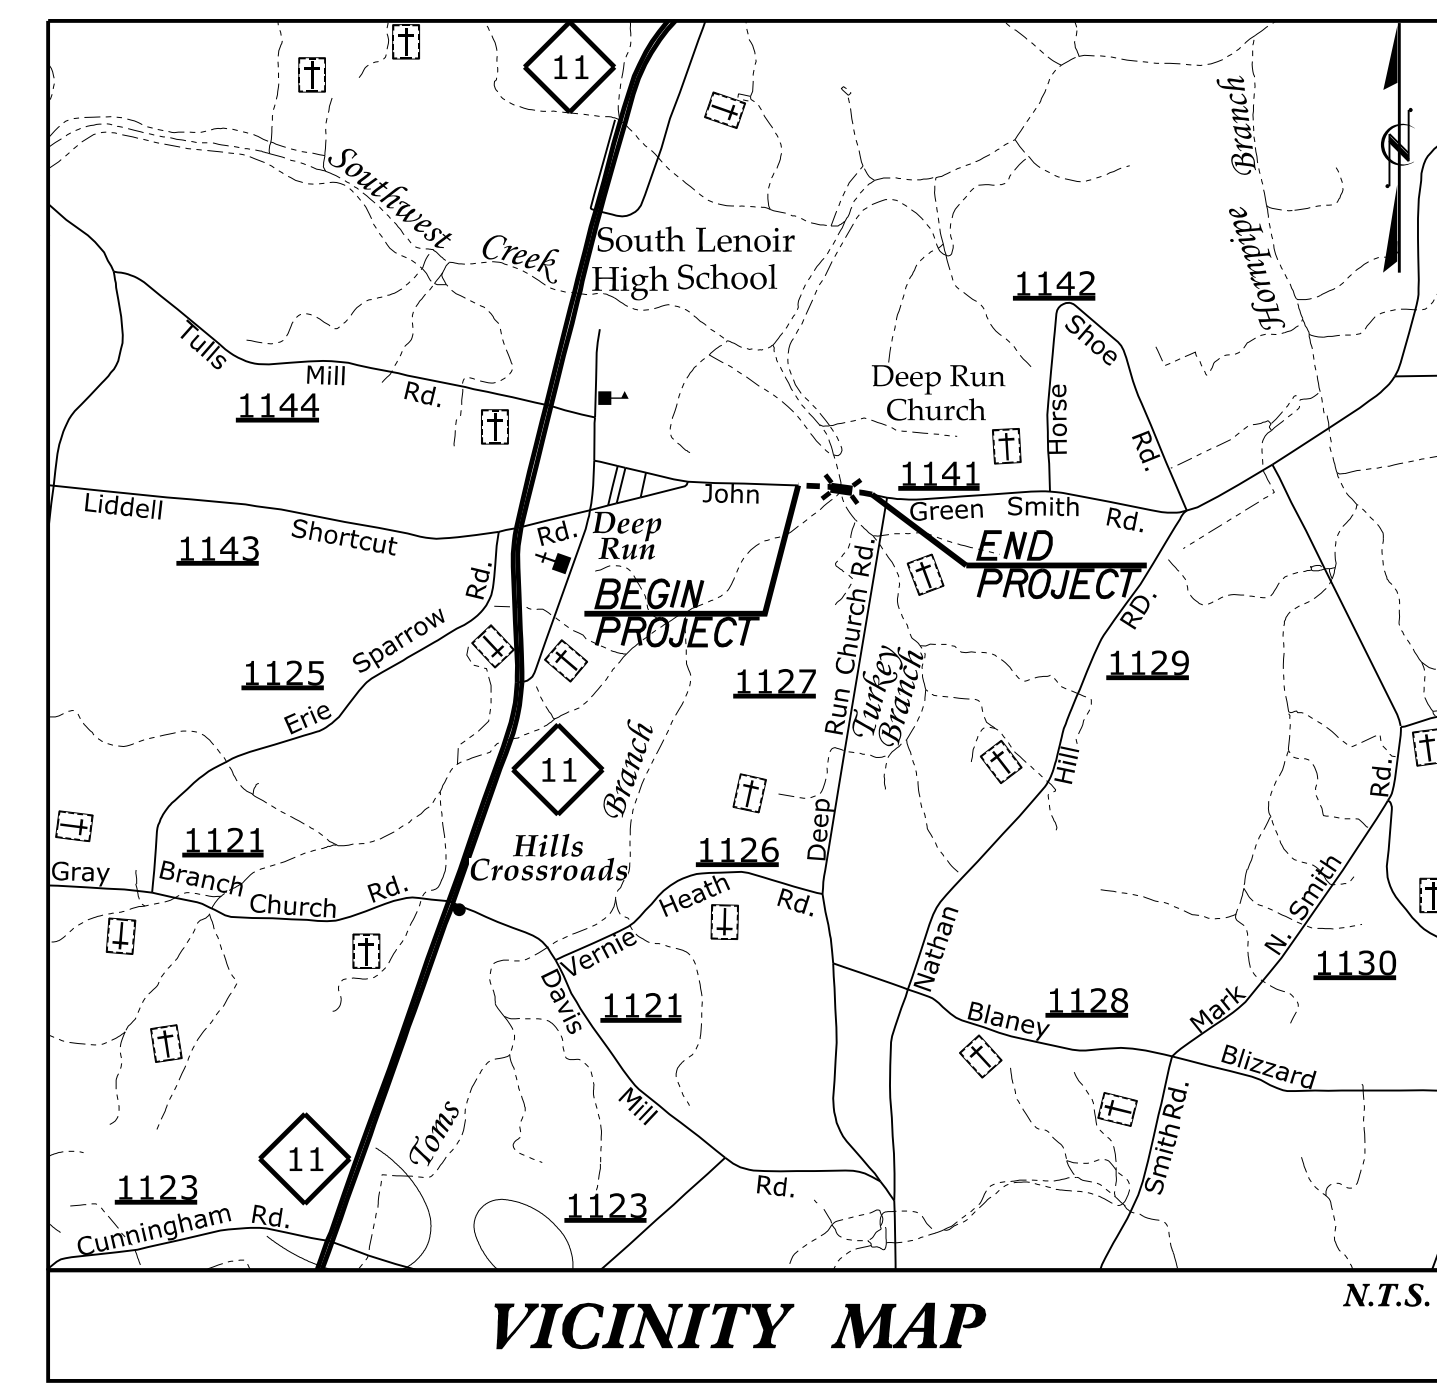 11
Southwest
Creek
Hornpipe Branch
South Lenoir
High School
1142
Shoe
Horse
Rd.
Tulls
Mill
Rd.
1144
Deep Run
Church
1141
John
Green
Smith
Rd.
Liddell
Shortcut
Rd.
1143
Deep
Run
BEGIN
PROJECT
END
PROJECT
Erie
Sparrow
Rd.
1125
1127
Deep
Run Church Rd.
Turkey
Branch
Nathan
Hill
RD.
1129
11
Branch
Hills
Crossroads
1121
Gray
Branch
Church
Rd.
1126
Vernie
Heath
Rd.
Mark
N. Smith
Rd.
1130
Davis
Mill
Rd.
1121
1128
Blaney
Blizzard
Smith Rd.
Toms
11
1123
Cunningham
Rd.
1123
N.T.S.
VICINITY MAP